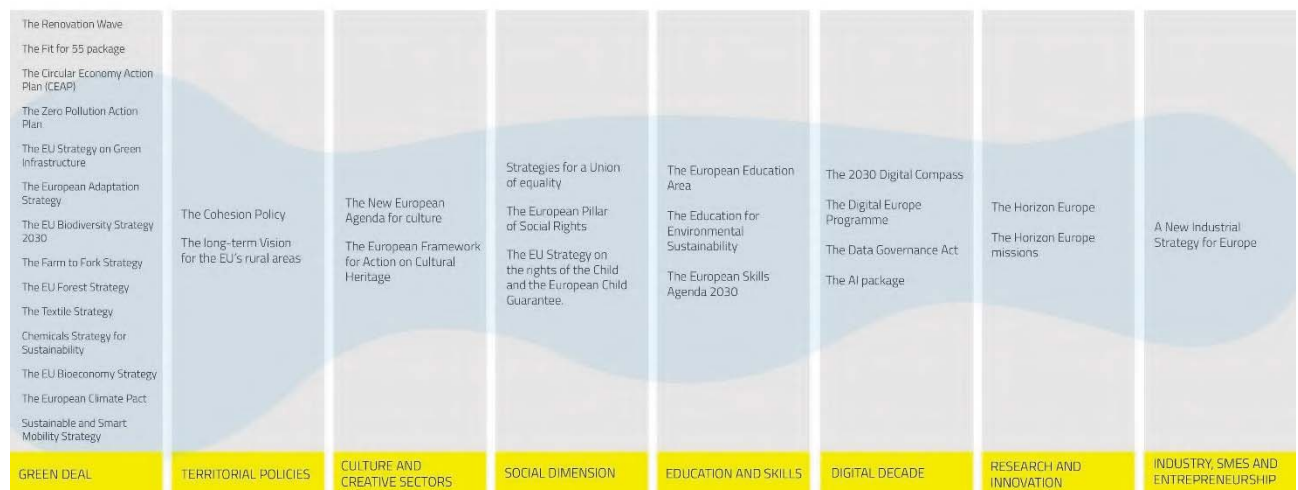 The Renovation Wave
The Fit for 55 package
The Circular Economy Action
Plan (CEAP)
The Zero Pollution Action
Plan
The EU Strategy on Green
Infrastructure
The European Adaptation
Strategy
The EU Biodiversity Strategy
2030
The Farm to Fork Strategy
The EU Forest Strategy
The Textile Strategy
Chemicals Strategy for
Sustainability
The EU Bioeconomy Strategy
The European Climate Pact
Sustainable and Smart
Mobility Strategy
GREEN DEAL
The Cohesion Policy
The long-term Vision
for the EU's rural areas
TERRITORIAL POLICIES
The New European
Agenda for culture
The European Framework
for Action on Cultural
Heritage
CULTURE AND
CREATIVE SECTORS
Strategies for a Union
of equality
The European Pillar
of Social Rights
The EU Strategy on
the rights of the Child
and the European Child
Guarantee.
SOCIAL DIMENSION
The European Education
Area
The Education for
Environmental
Sustainability
The European Skills
Agenda 2030
EDUCATION AND SKILLS
The 2030 Digital Compass
The Digital Europe
Programme
The Data Governance Act
The AI package
DIGITAL DECADE
The Horizon Europe
The Horizon Europe
missions
RESEARCH AND
INNOVATION
A New Industrial
Strategy for Europe
INDUSTRY, SMES AND
ENTREPRENEURSHIP